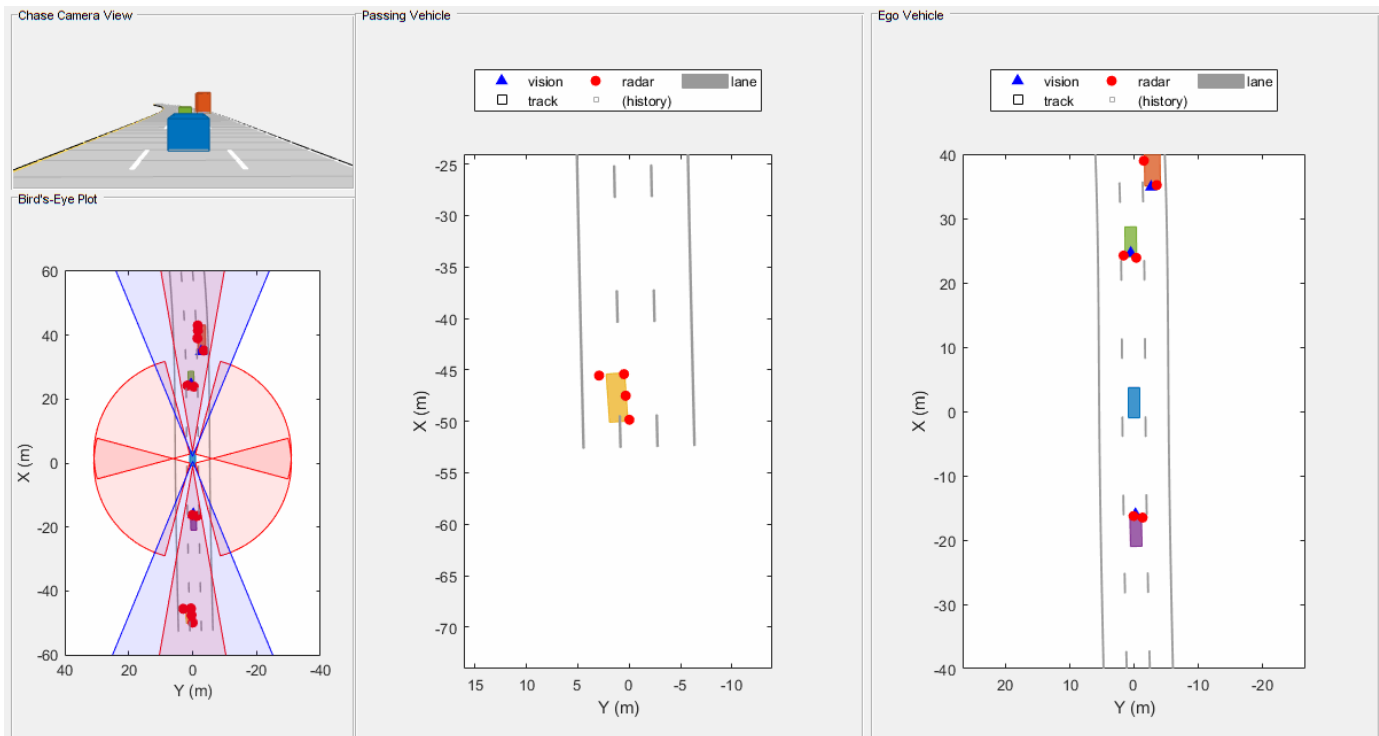 Chase Camera View
Bird's-Eye Plot
60
40
20
0
-20
-40
-60
X (m)
40 20 0 -20 -40
Y (m)
Passing Vehicle
vision radar lane
track (history)
-25
-30
-35
-40
-45
-50
-55
-60
-65
-70
X (m)
15 10 5 0 -5 -10
Y (m)
Ego Vehicle
vision radar lane
track (history)
40
30
20
10
0
-10
-20
-30
-40
X (m)
20 10 0 -10 -20
Y (m)